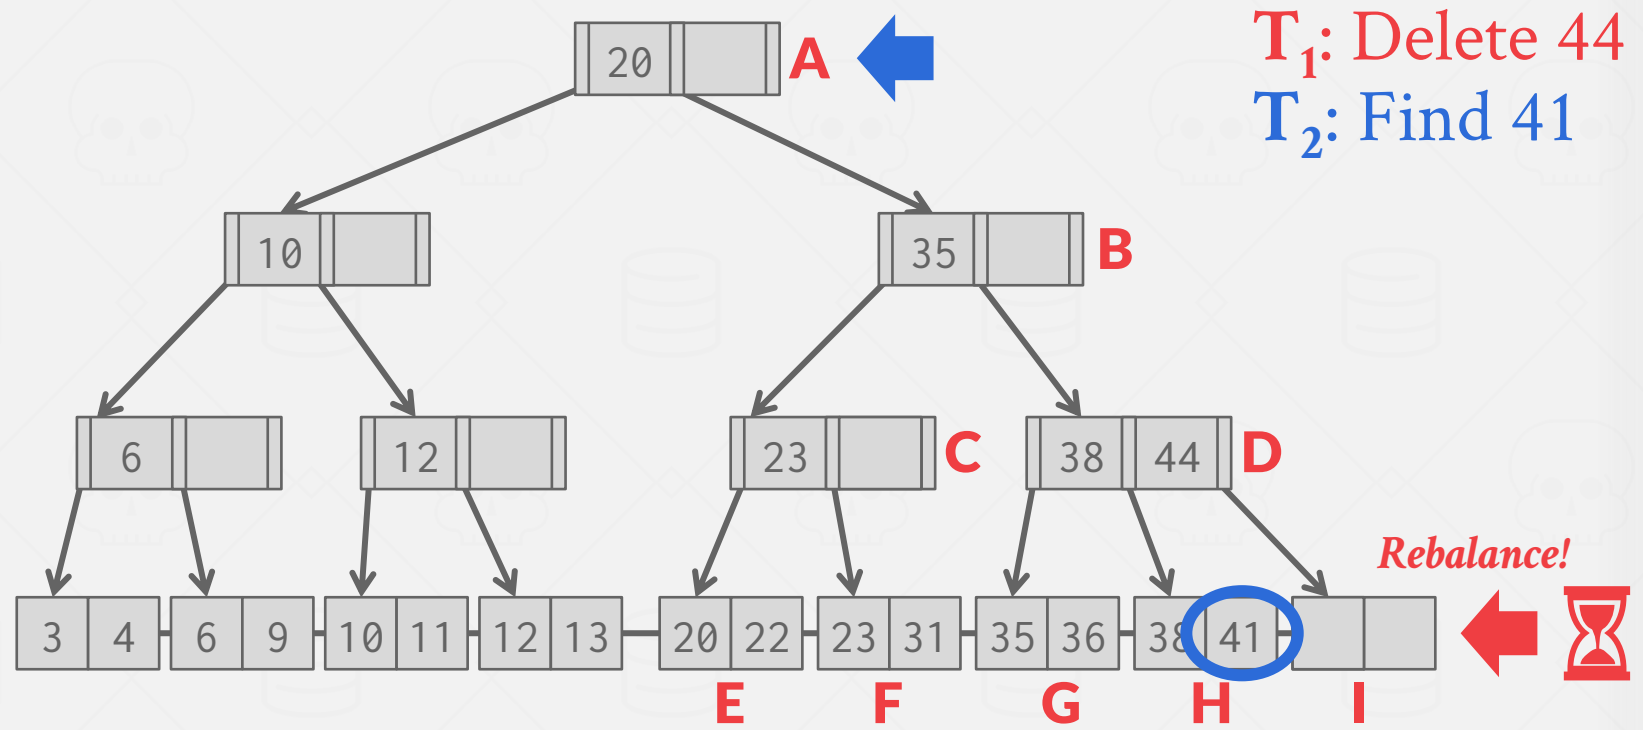 T1: Delete 44
T2: Find 41
20 A
10
35 B
6
12
23 C
38 44 D
Rebalance!
3 4 6 9 10 11 12 13 20 22 23 31 35 36 38 41
E F G H I